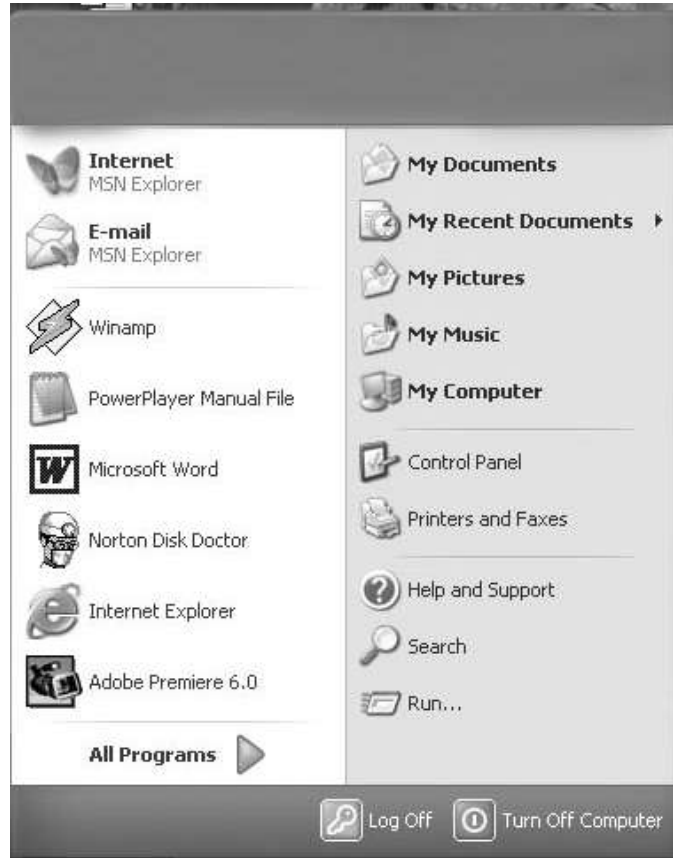 Internet
MSN Explorer
E-mail
MSN Explorer
Winamp
PowerPlayer Manual File
Microsoft Word
Norton Disk Doctor
Internet Explorer
Adobe Premiere 6.0
All Programs
My Documents
My Recent Documents
My Pictures
My Music
My Computer
Control Panel
Printers and Faxes
Help and Support
Search
Run...
Log Off
Turn Off Computer